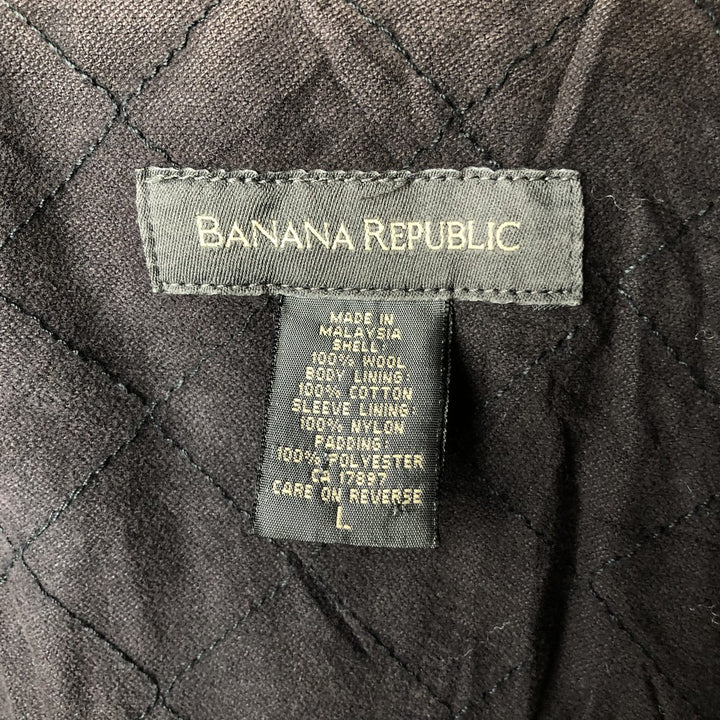 BANANA REPUBLIC
MADE IN
MALAYSIA
SHELL:
100% WOOL
BODY LINING:
100% COTTON
SLEEVE LINING:
100% NYLON
PADDING:
100% POLYESTER
CA 17897
CARE ON REVERSE
L